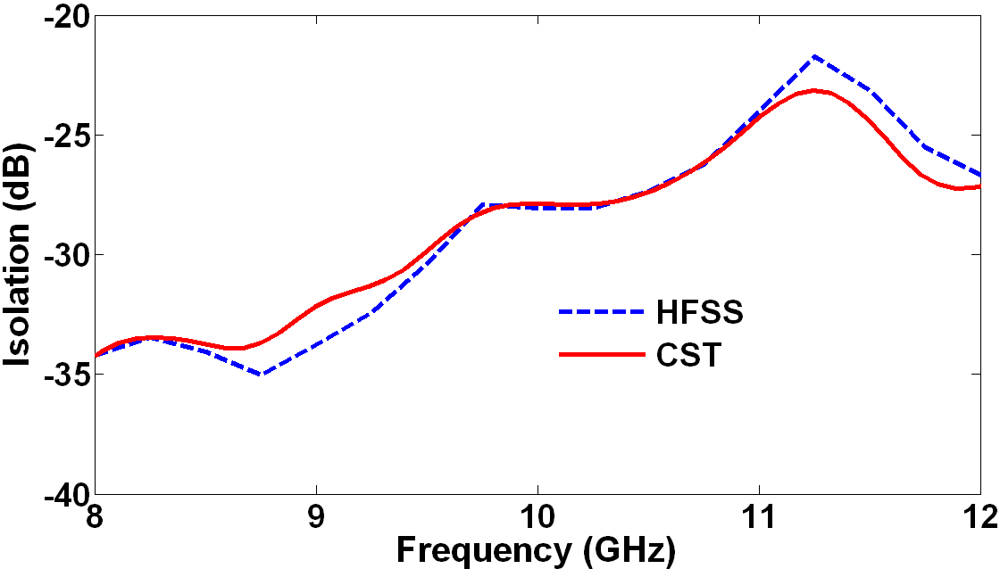 -20
-25
-30
-35
-40
Isolation (dB)
HFSS
CST
8
9
10
11
12
Frequency (GHz)